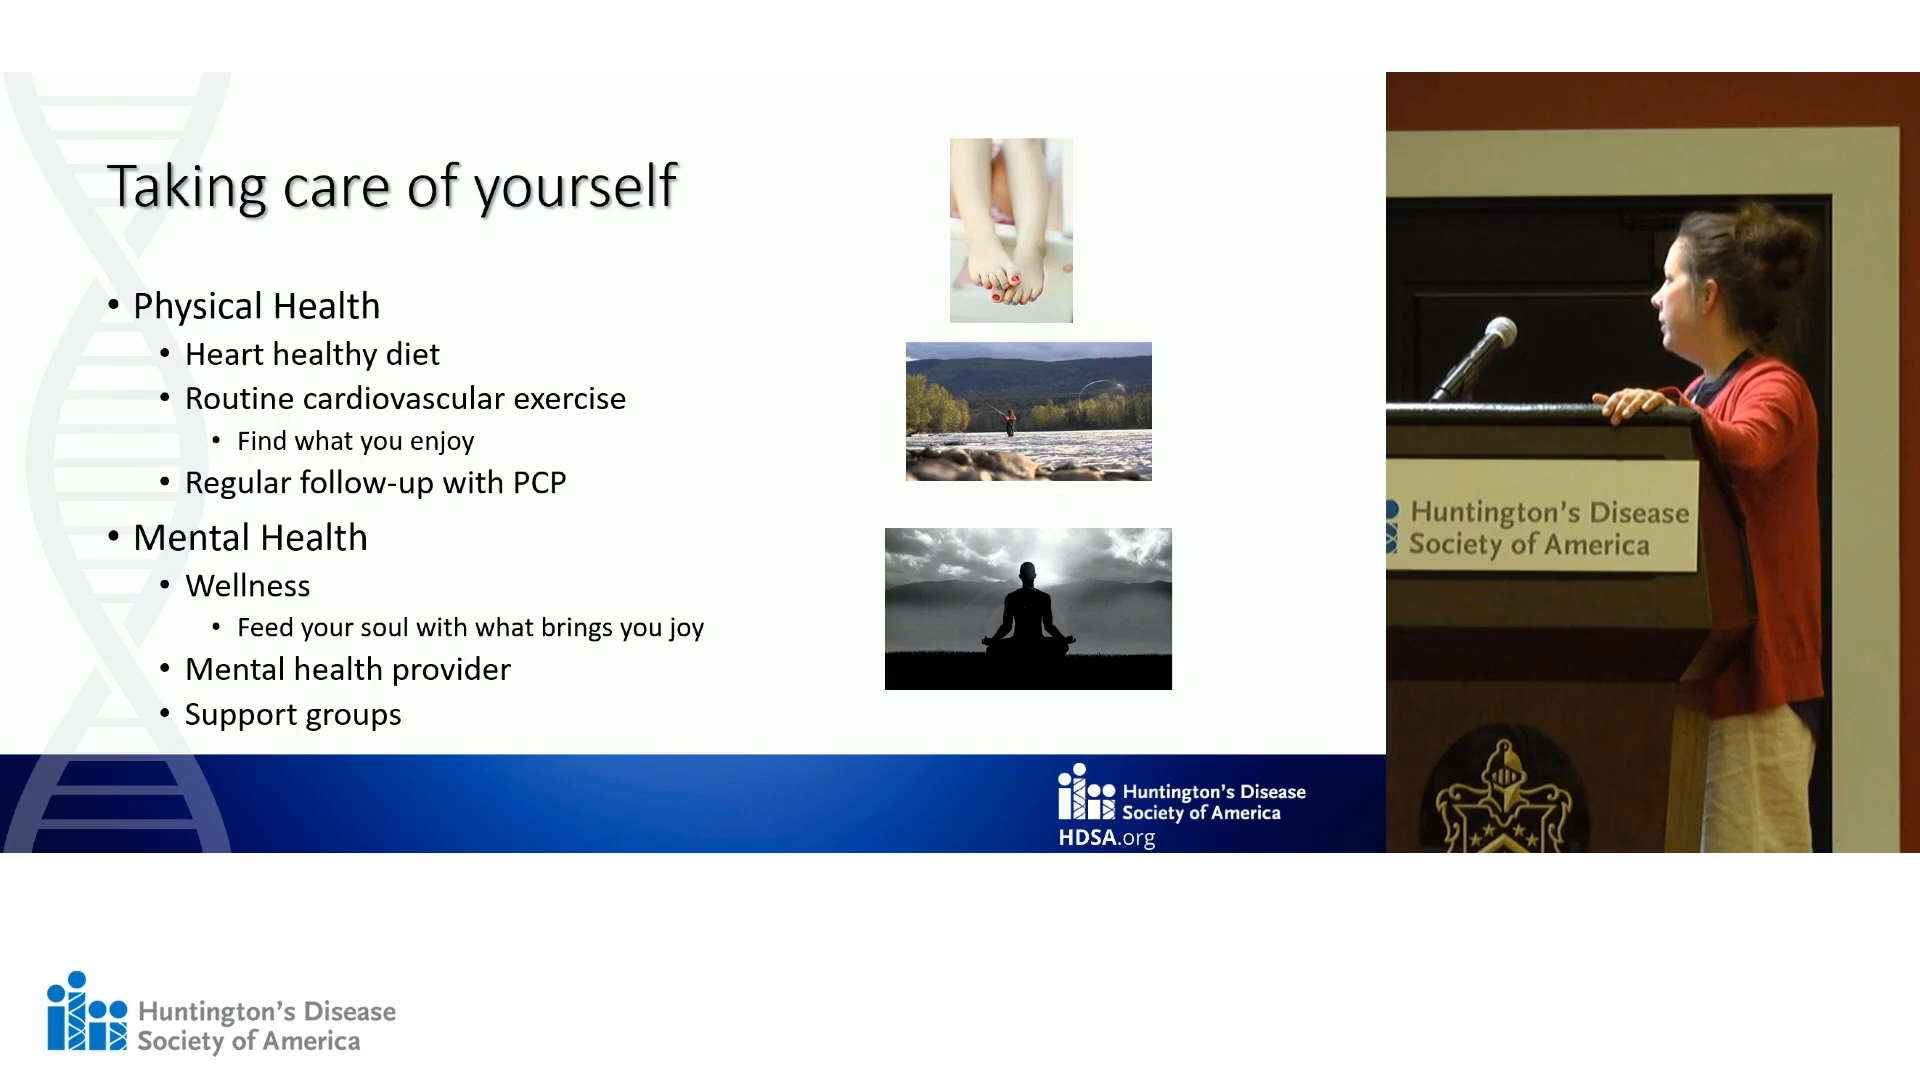 Taking care of yourself
• Physical Health
• Heart healthy diet
• Routine cardiovascular exercise
• Find what you enjoy
• Regular follow-up with PCP
• Mental Health
• Wellness
• Feed your soul with what brings you joy
• Mental health provider
• Support groups
Huntington's Disease
Society of America
HDSA.org
Huntington's Disease
Society of America
Huntington's Disease
Society of America